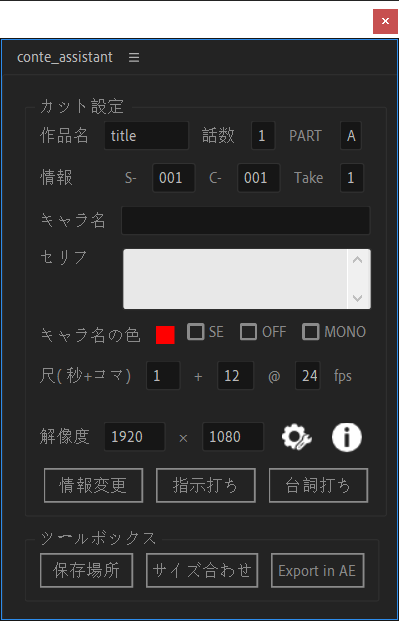 conte_assistant
カット設定
作品名 title 話数 1 PART A
情報 S- 001 C- 001 Take 1
キャラ名
セリフ
キャラ名の色 SE OFF MONO
尺(秒+コマ) 1 + 12 @ 24 fps
解像度 1920 × 1080
情報変更 指示打ち 台詞打ち
ツールボックス
保存場所 サイズ合わせ Export in AE